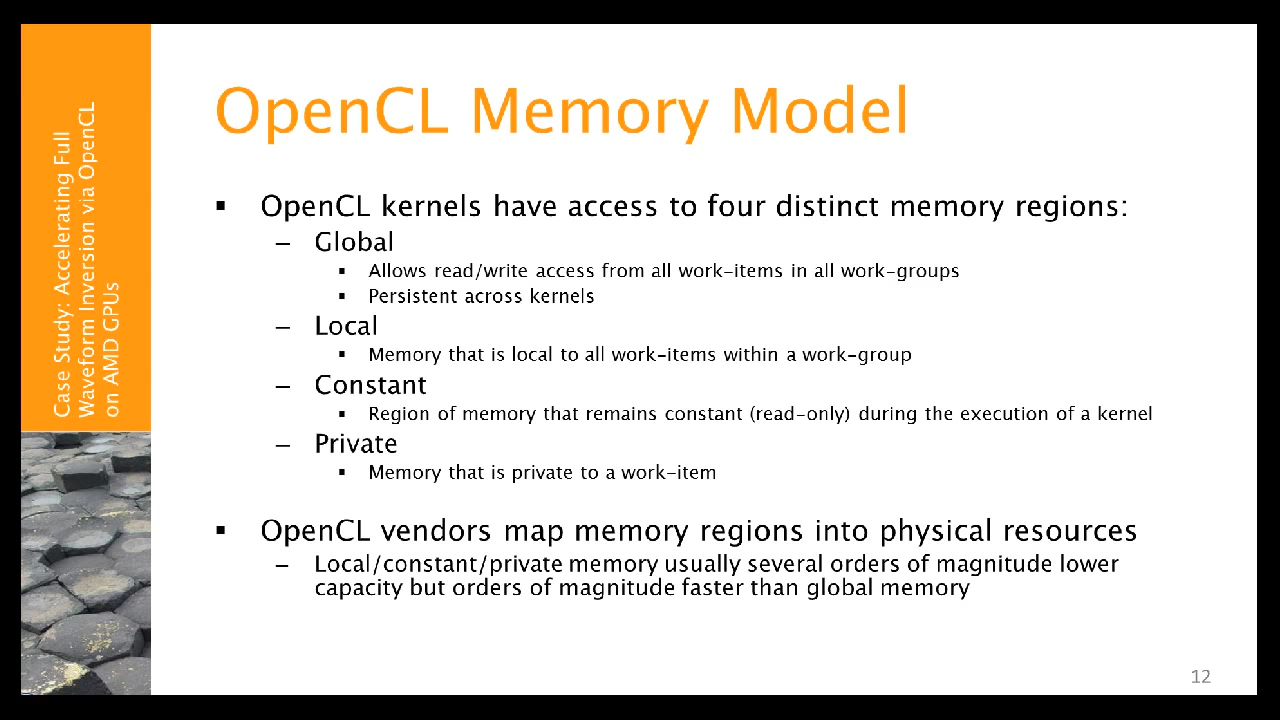 Case Study: Accelerating Full
Waveform Inversion via OpenCL
on AMD GPUs
OpenCL Memory Model
▪ OpenCL kernels have access to four distinct memory regions:
– Global
▪ Allows read/write access from all work-items in all work-groups
▪ Persistent across kernels
– Local
▪ Memory that is local to all work-items within a work-group
– Constant
▪ Region of memory that remains constant (read-only) during the execution of a kernel
– Private
▪ Memory that is private to a work-item
▪ OpenCL vendors map memory regions into physical resources
– Local/constant/private memory usually several orders of magnitude lower
capacity but orders of magnitude faster than global memory
12